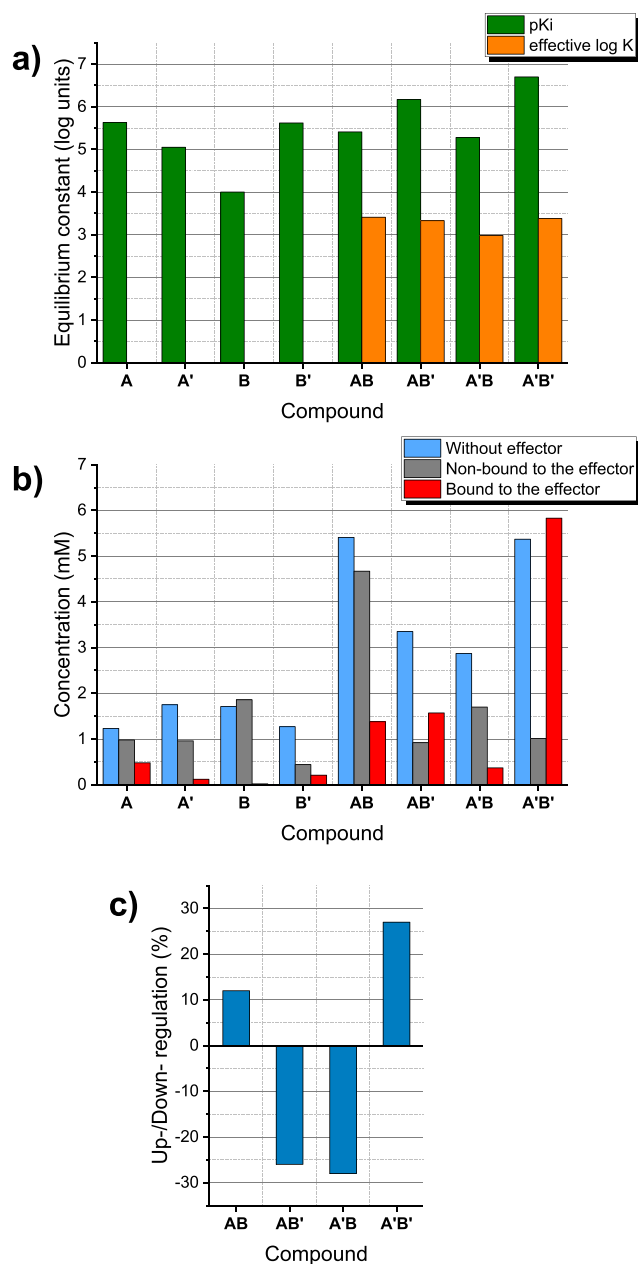 a)
pKi
effective log K
Equilibrium constant (log units)
7
6
5
4
3
2
1
0
A A' B B' AB AB' A'B A'B'
Compound
b)
Without effector
Non-bound to the effector
Bound to the effector
Concentration (mM)
7
6
5
4
3
2
1
0
A A' B B' AB AB' A'B A'B'
Compound
c)
Up-/Down- regulation (%)
30
20
10
0
-10
-20
-30
AB AB' A'B A'B'
Compound